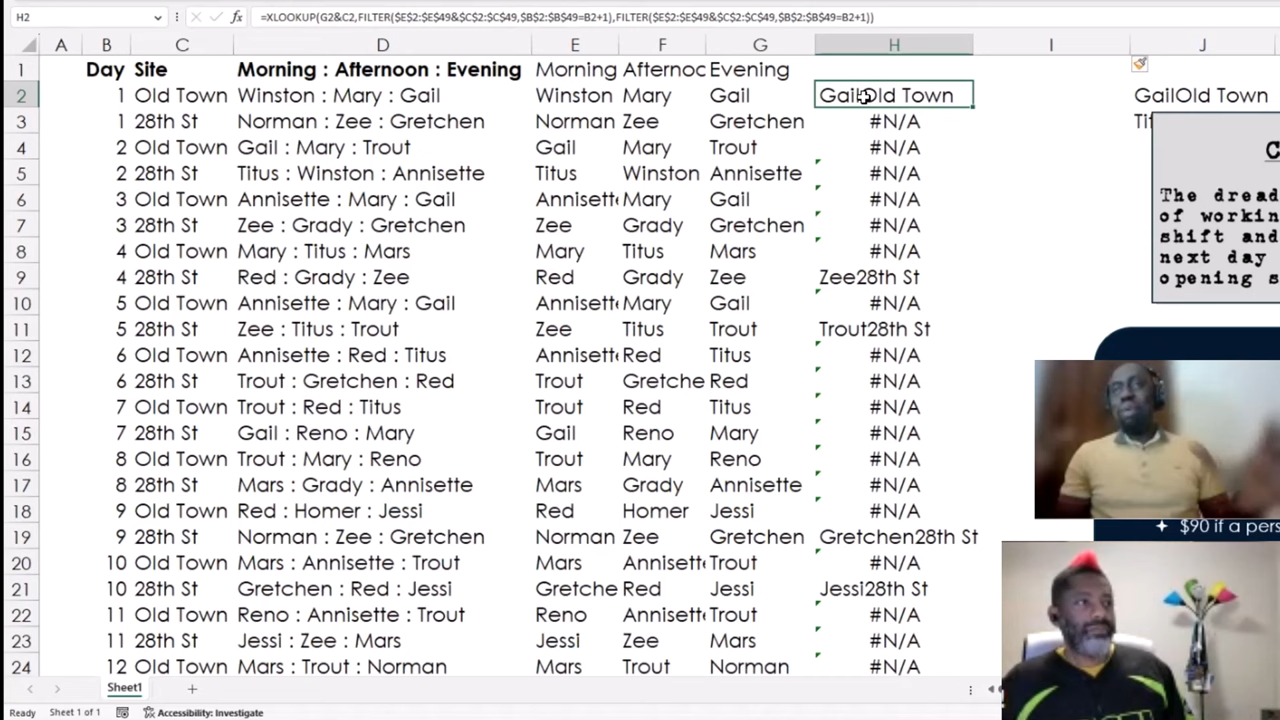 H2 fx =XLOOKUP(G2&C2,FILTER($E$2:$E$49&$C$2:$C$49,$B$2:$B$49=B2+1),FILTER($E$2:$E$49&$C$2:$C$49,$B$2:$B$49=B2+1))
A B C D E F G H I J
1 Day Site Morning : Afternoon : Evening Morning Afternoc Evening
2 1 Old Town Winston : Mary : Gail Winston Mary Gail GailOld Town GailOld Town
3 1 28th St Norman : Zee : Gretchen Norman Zee Gretchen #N/A Tit
4 2 Old Town Gail : Mary : Trout Gail Mary Trout #N/A
5 2 28th St Titus : Winston : Annisette Titus Winston Annisette #N/A
6 3 Old Town Annisette : Mary : Gail Annisett Mary Gail #N/A
7 3 28th St Zee : Grady : Gretchen Zee Grady Gretchen #N/A
8 4 Old Town Mary : Titus : Mars Mary Titus Mars #N/A
9 4 28th St Red : Grady : Zee Red Grady Zee Zee28th St
10 5 Old Town Annisette : Mary : Gail Annisett Mary Gail #N/A
11 5 28th St Zee : Titus : Trout Zee Titus Trout Trout28th St
12 6 Old Town Annisette : Red : Titus Annisett Red Titus #N/A
13 6 28th St Trout : Gretchen : Red Trout Gretche Red #N/A
14 7 Old Town Trout : Red : Titus Trout Red Titus #N/A
15 7 28th St Gail : Reno : Mary Gail Reno Mary #N/A
16 8 Old Town Trout : Mary : Reno Trout Mary Reno #N/A
17 8 28th St Mars : Grady : Annisette Mars Grady Annisette #N/A
18 9 Old Town Red : Homer : Jessi Red Homer Jessi #N/A
19 9 28th St Norman : Zee : Gretchen Norman Zee Gretchen Gretchen28th St
20 10 Old Town Mars : Annisette : Trout Mars Annisett Trout #N/A
21 10 28th St Gretchen : Red : Jessi Gretche Red Jessi Jessi28th St
22 11 Old Town Reno : Annisette : Trout Reno Annisett Trout #N/A
23 11 28th St Jessi : Zee : Mars Jessi Zee Mars #N/A
24 12 Old Town Mars : Trout : Norman Mars Trout Norman #N/A
C
The dread
of workin
shift and
next day
opening s
$90 if a pers
Sheet1
Ready Sheet 1 of 1 Accessibility: Investigate